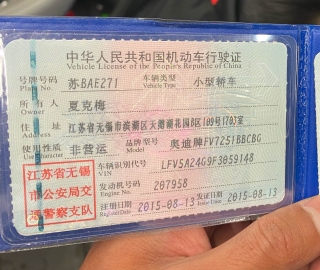 中华人民共和国机动车行驶证
Vehicle License of the People's Republic of China
号牌号码 Plate No. 苏BAE271 车辆类型 Vehicle Type 小型轿车
所有人 Owner 夏克梅
住址 Address 江苏省无锡市滨湖区天鹅湖花园8区109号1703室
使用性质 Use Character 非营运 品牌型号 Model 奥迪牌FV7251BBCBG
江苏省无锡市公安局交通警察支队
车辆识别代号 VIN LFV5A24G9F3059148
发动机号码 Engine No. 207958
注册日期 Register Date 2015-08-13 发证日期 Issue Date 2015-08-13